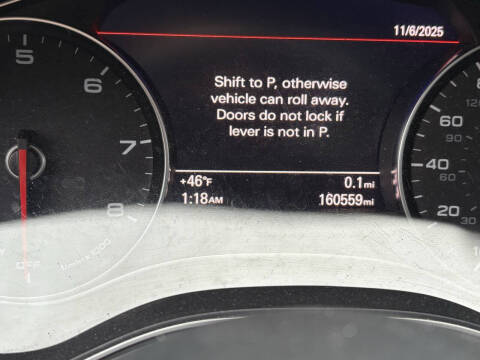 11/6/2025
Shift to P, otherwise
vehicle can roll away.
Doors do not lock if
lever is not in P.
+46°F 0.1mi
1:18AM 160559mi
5
6
7
8
OFF
60
40
20